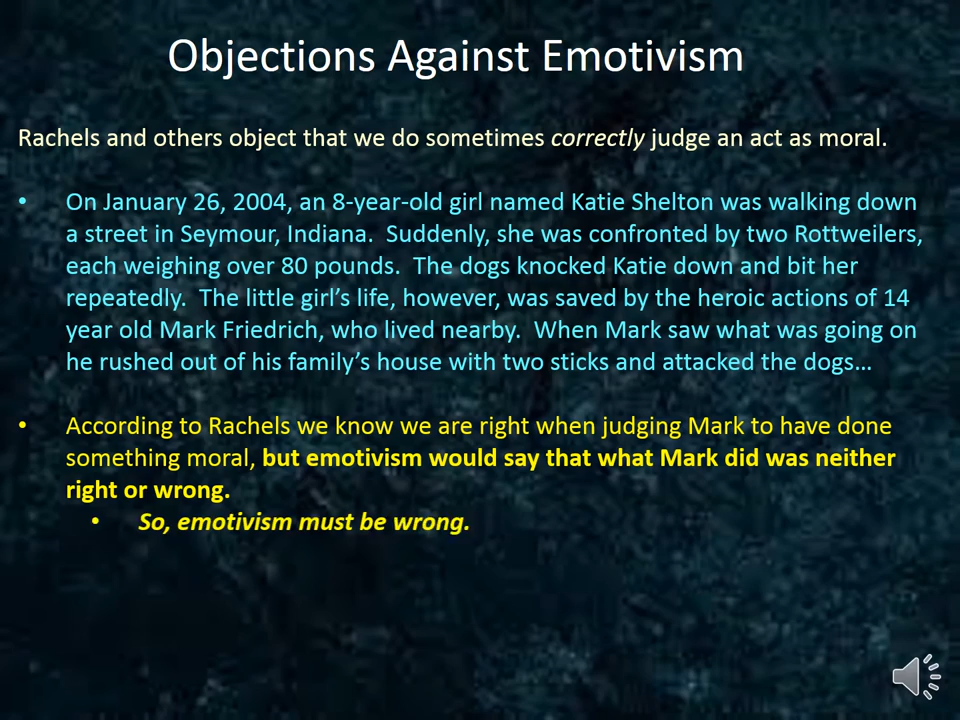 Objections Against Emotivism
Rachels and others object that we do sometimes correctly judge an act as moral.
• On January 26, 2004, an 8-year-old girl named Katie Shelton was walking down
a street in Seymour, Indiana.  Suddenly, she was confronted by two Rottweilers,
each weighing over 80 pounds.  The dogs knocked Katie down and bit her
repeatedly.  The little girl's life, however, was saved by the heroic actions of 14
year old Mark Friedrich, who lived nearby.  When Mark saw what was going on
he rushed out of his family's house with two sticks and attacked the dogs…
• According to Rachels we know we are right when judging Mark to have done
something moral, but emotivism would say that what Mark did was neither
right or wrong.
• So, emotivism must be wrong.